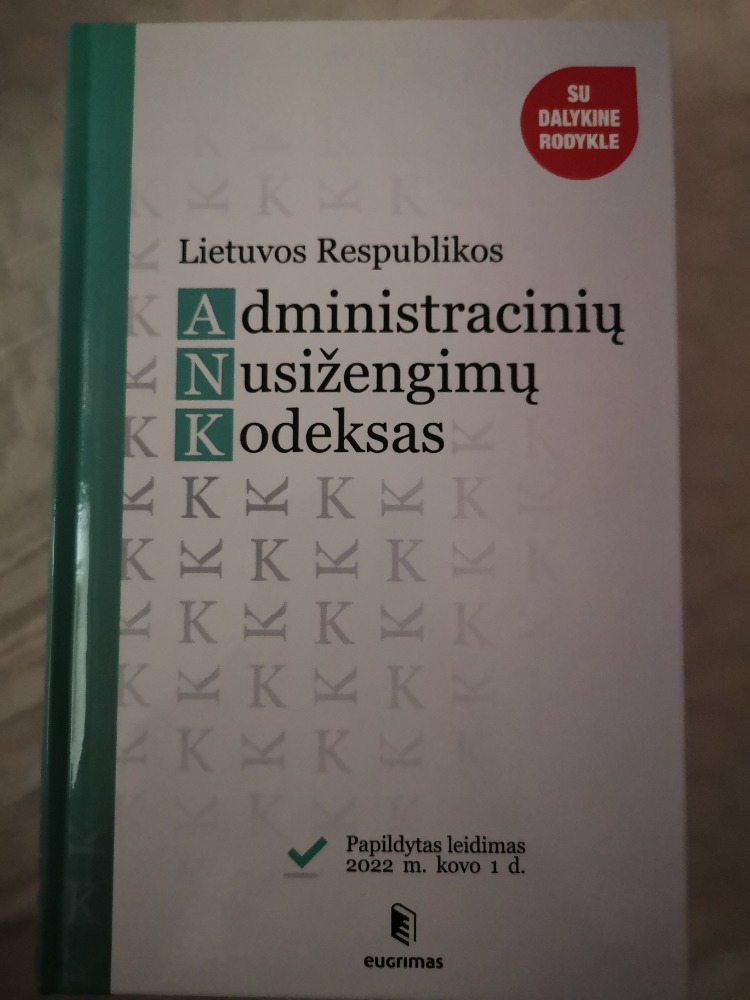 SU
DALYKINE
RODYKLE
Lietuvos Respublikos
Administracinių
Nusižengimų
Kodeksas
K K K K K
K
K
K
K K
K K K K K K
K K K K K K K
K K K K K K
K K K K K K
K K K K K
Papildytas leidimas
2022 m. kovo 1 d.
eugrimas